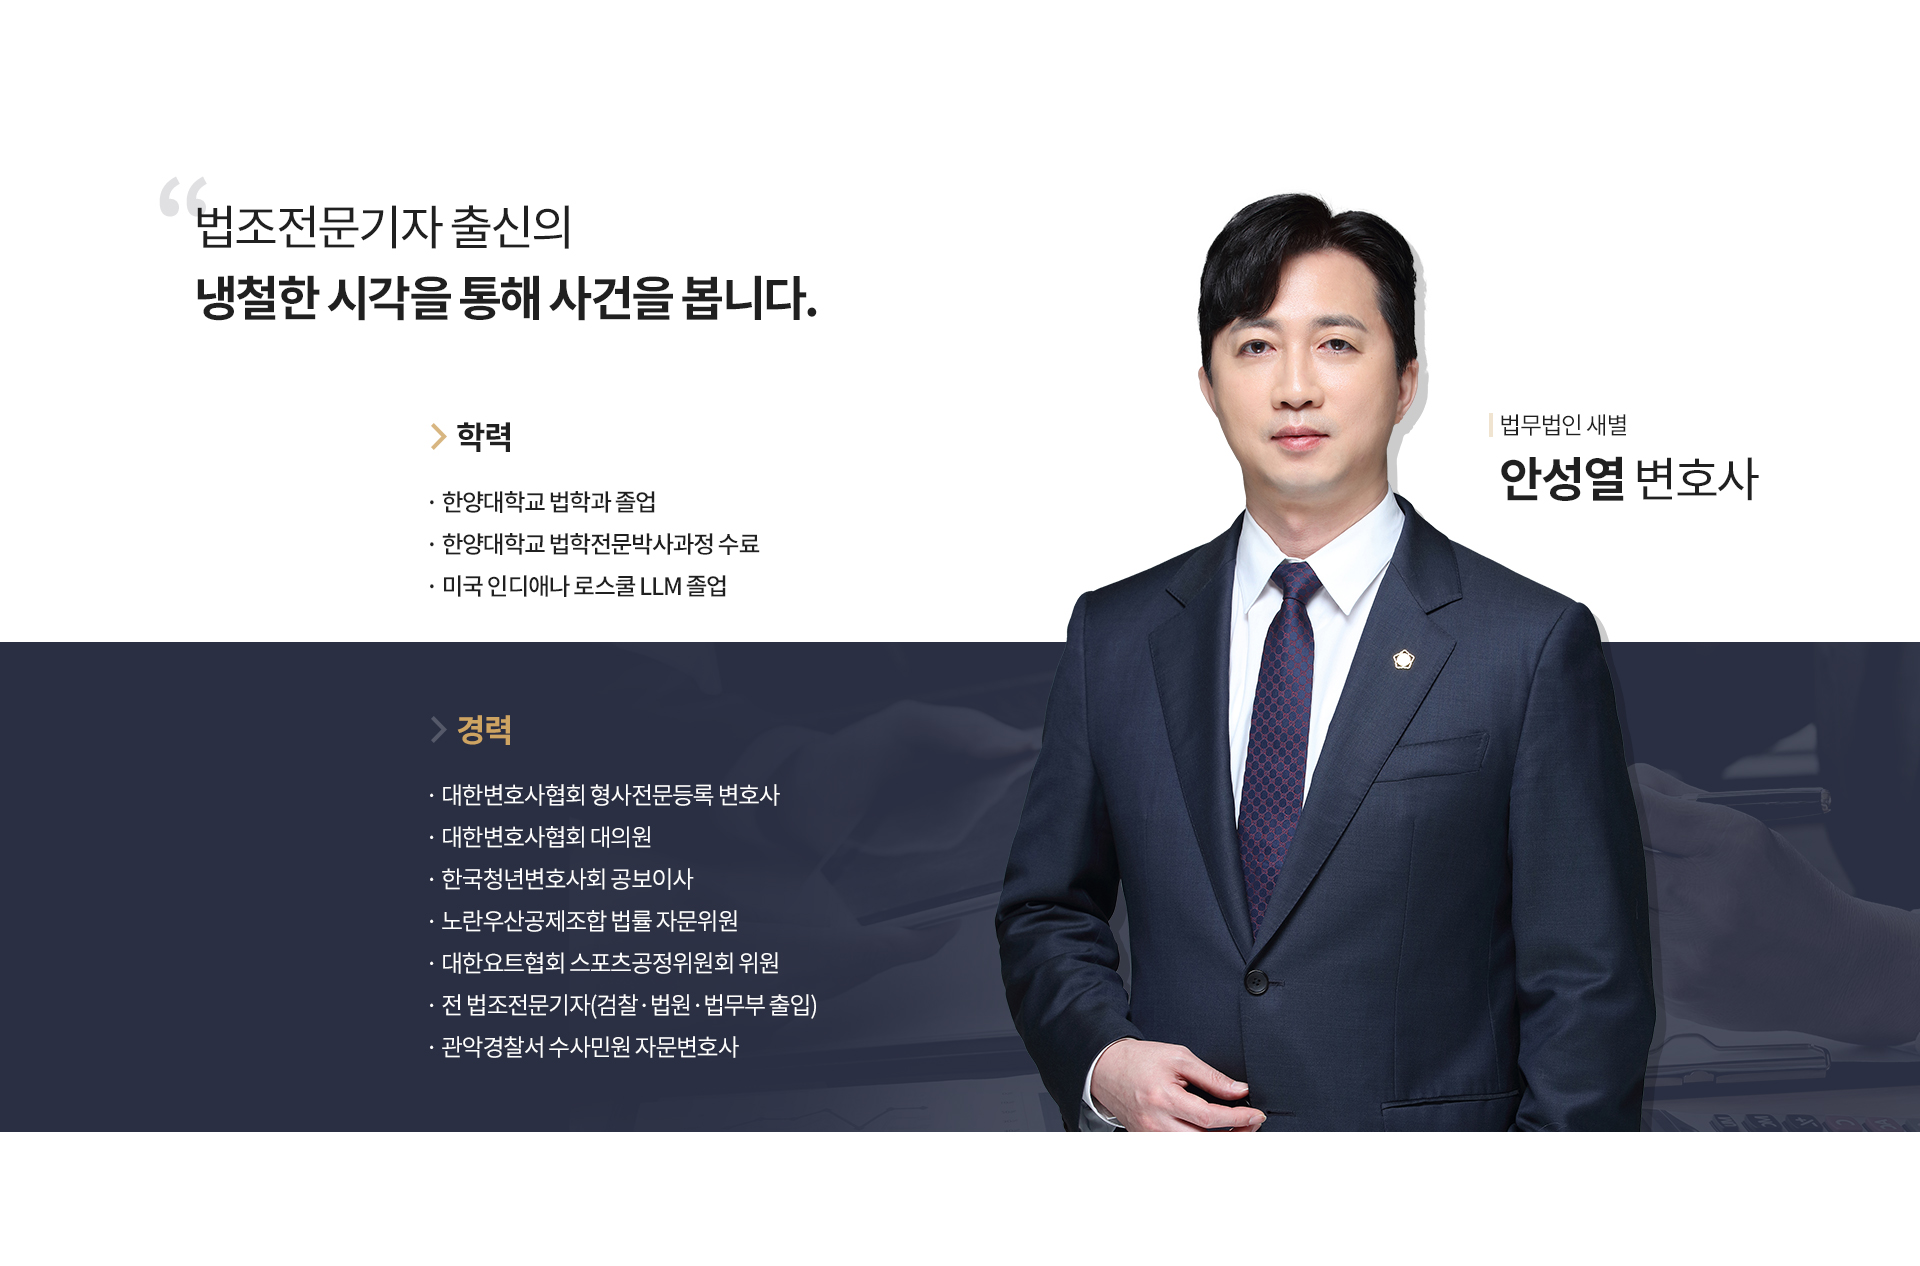 “
법조전문기자 출신의
냉철한 시각을 통해 사건을 봅니다.
학력
· 한양대학교 법학과 졸업
· 한양대학교 법학전문박사과정 수료
· 미국 인디애나 로스쿨 LLM 졸업
법무법인 새별
안성열 변호사
경력
· 대한변호사협회 형사전문등록 변호사
· 대한변호사협회 대의원
· 한국청년변호사회 공보이사
· 노란우산공제조합 법률 자문위원
· 대한요트협회 스포츠공정위원회 위원
· 전 법조전문기자(검찰·법원·법무부 출입)
· 관악경찰서 수사민원 자문변호사